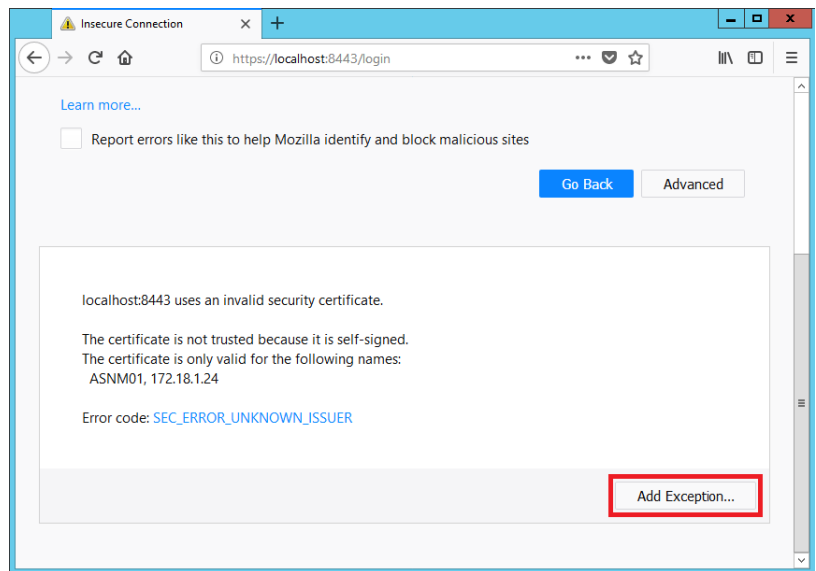 Insecure Connection
https://localhost:8443/login
Learn more...
Report errors like this to help Mozilla identify and block malicious sites
Go Back Advanced
localhost:8443 uses an invalid security certificate.
The certificate is not trusted because it is self-signed.
The certificate is only valid for the following names:
ASNM01, 172.18.1.24
Error code: SEC_ERROR_UNKNOWN_ISSUER
Add Exception...